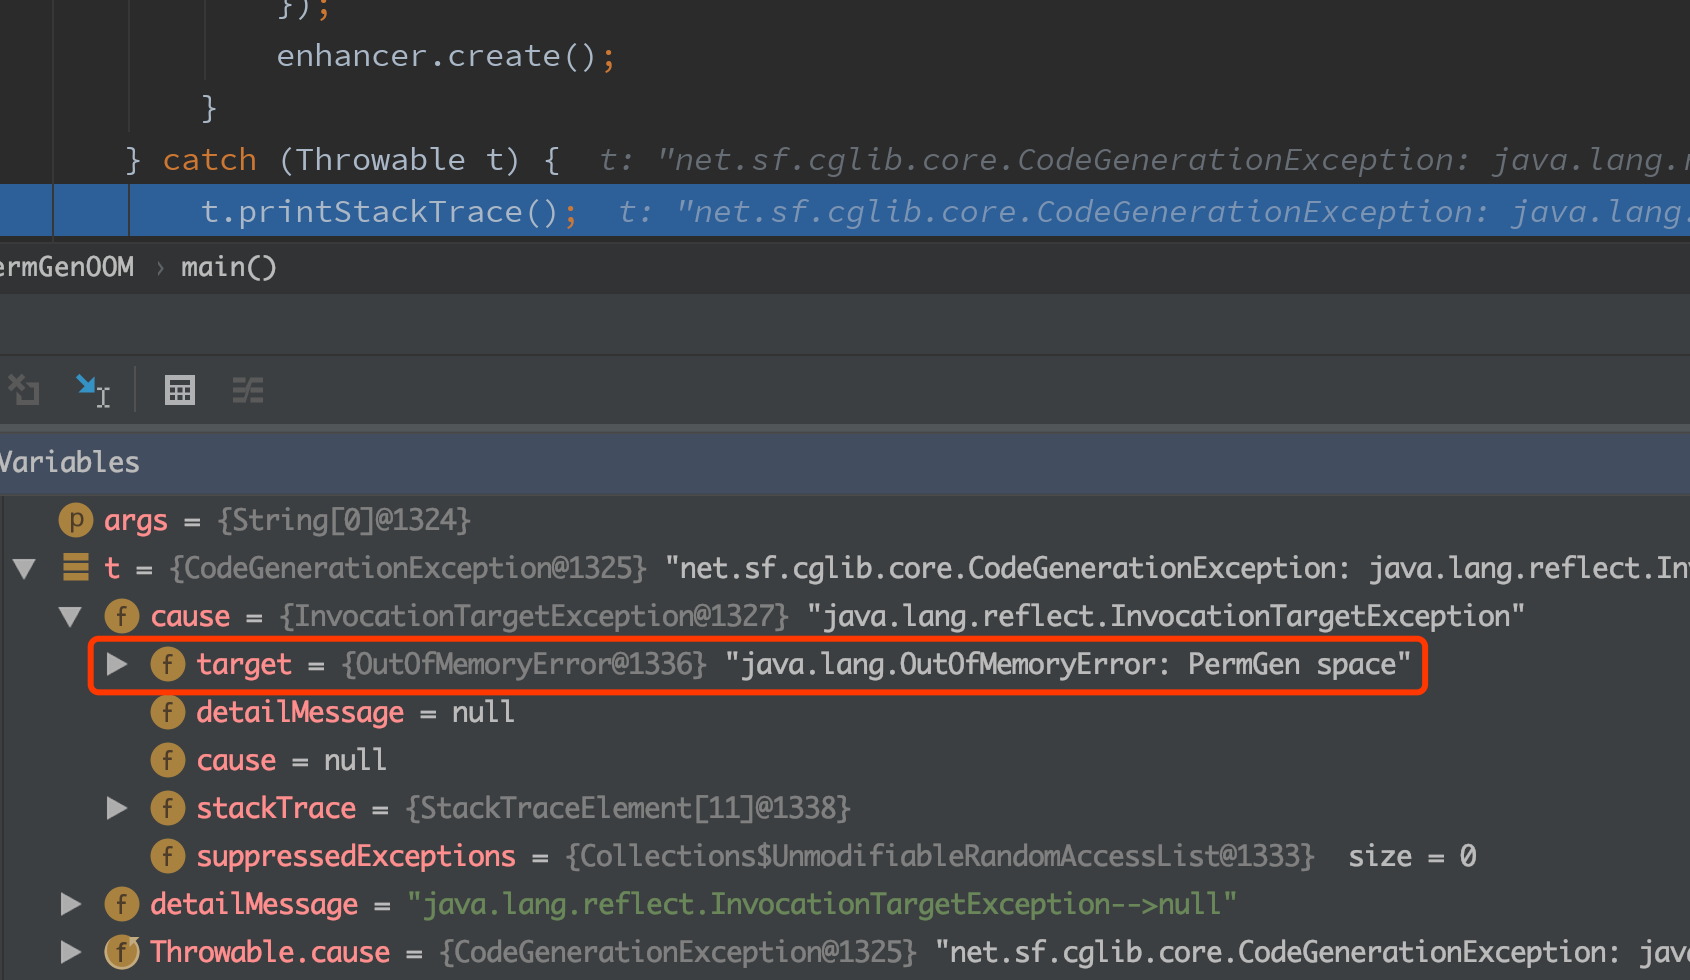 });
enhancer.create();
}
} catch (Throwable t) { t: "net.sf.cglib.core.CodeGenerationException: java.lang.
t.printStackTrace(); t: "net.sf.cglib.core.CodeGenerationException: java.lang.
ermGenOOM › main()
Variables
p args = {String[0]@1324}
t = {CodeGenerationException@1325} "net.sf.cglib.core.CodeGenerationException: java.lang.reflect.In
f cause = {InvocationTargetException@1327} "java.lang.reflect.InvocationTargetException"
f target = {OutOfMemoryError@1336} "java.lang.OutOfMemoryError: PermGen space"
f detailMessage = null
f cause = null
f stackTrace = {StackTraceElement[11]@1338}
f suppressedExceptions = {Collections$UnmodifiableRandomAccessList@1333} size = 0
f detailMessage = "java.lang.reflect.InvocationTargetException-->null"
f Throwable.cause = {CodeGenerationException@1325} "net.sf.cglib.core.CodeGenerationException: java